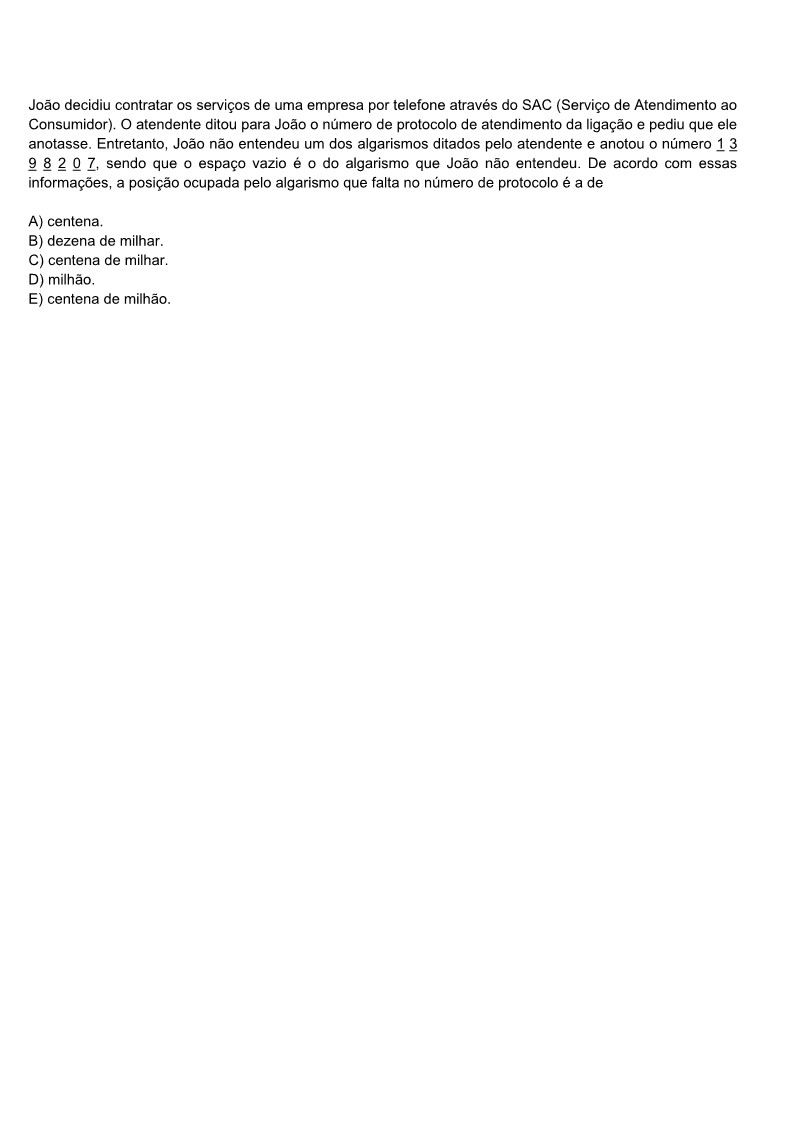 João decidiu contratar os serviços de uma empresa por telefone através do SAC (Serviço de Atendimento ao
Consumidor). O atendente ditou para João o número de protocolo de atendimento da ligação e pediu que ele
anotasse. Entretanto, João não entendeu um dos algarismos ditados pelo atendente e anotou o número 1 3
9 8 2 0 7, sendo que o espaço vazio é o do algarismo que João não entendeu. De acordo com essas
informações, a posição ocupada pelo algarismo que falta no número de protocolo é a de
A) centena.
B) dezena de milhar.
C) centena de milhar.
D) milhão.
E) centena de milhão.